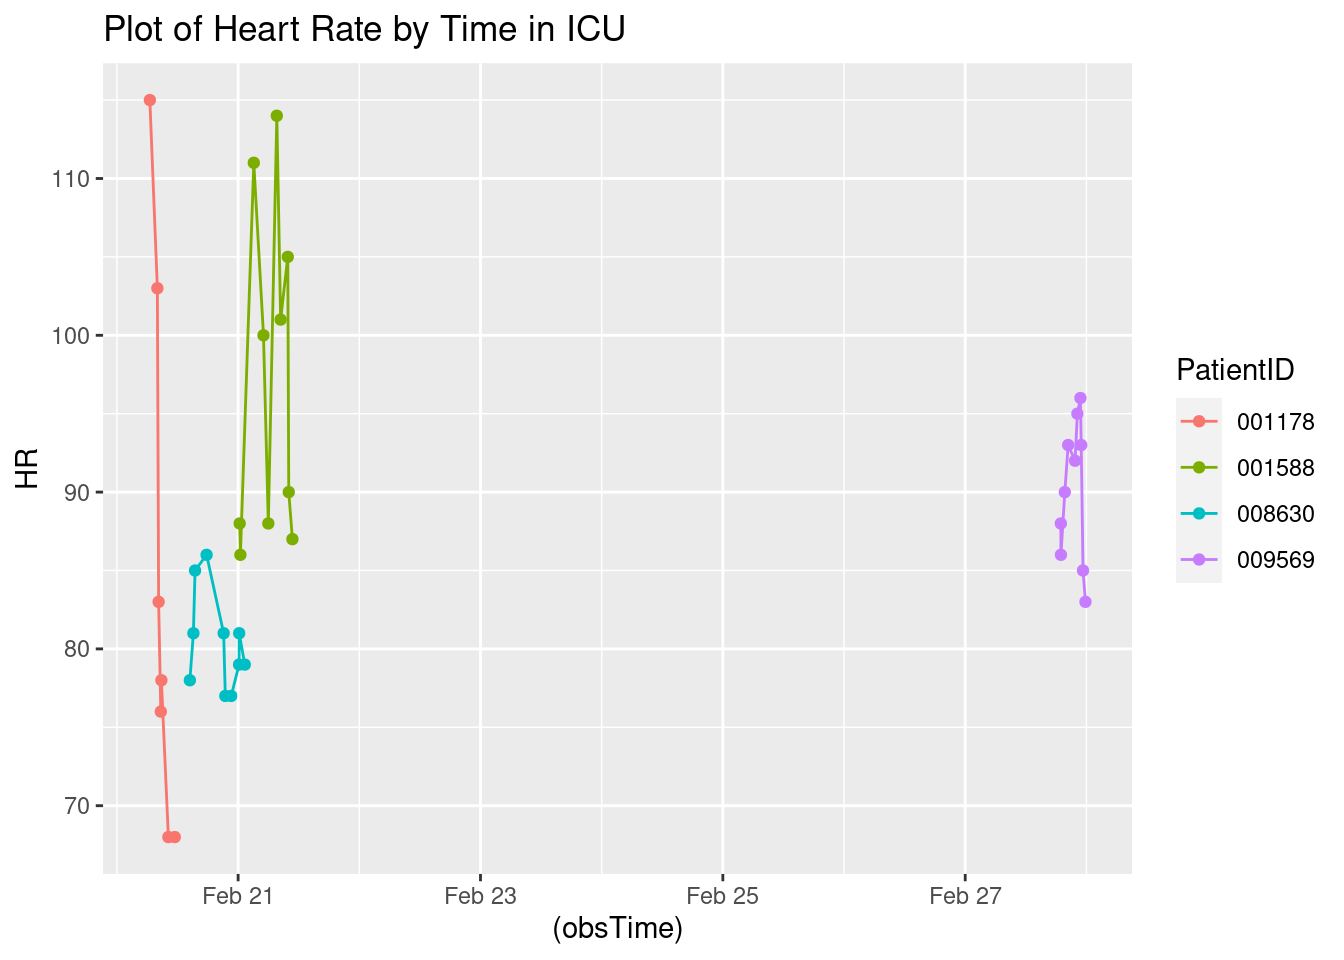 Plot of Heart Rate by Time in ICU
HR
110
100
90
80
70
Feb 21
Feb 23
Feb 25
Feb 27
(obsTime)
PatientID
001178
001588
008630
009569